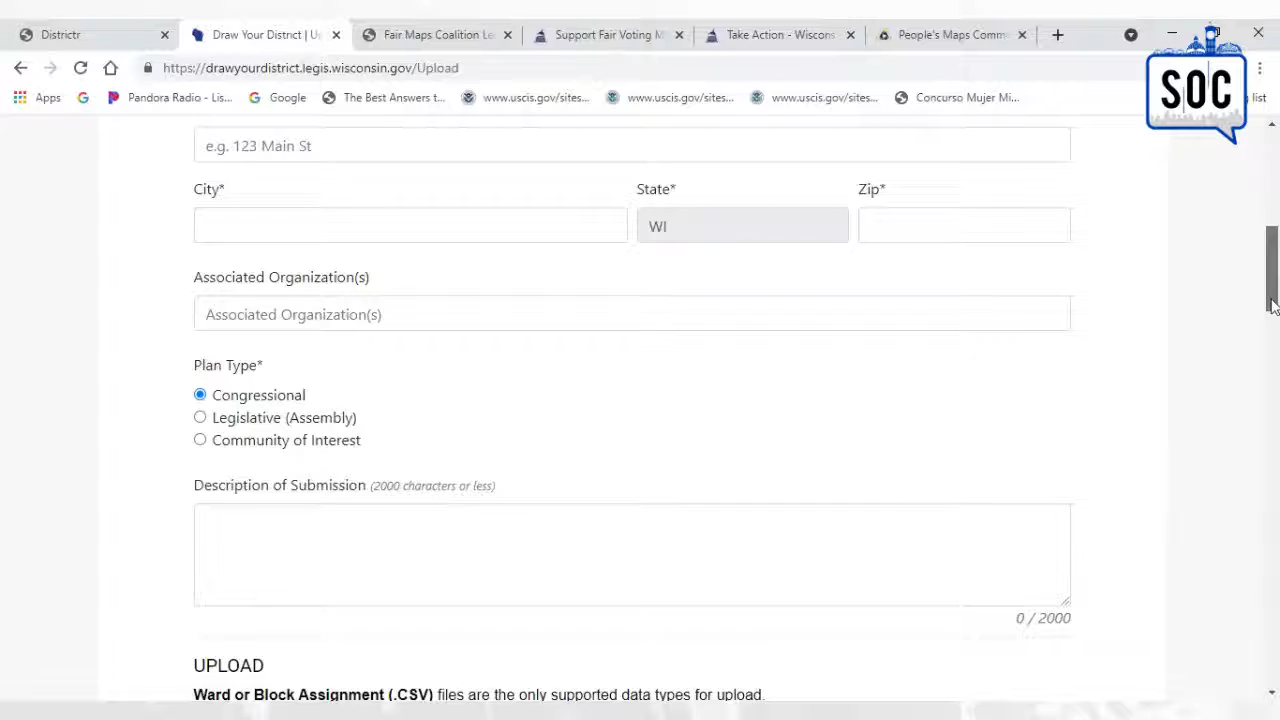 Districtr
Draw Your District | U
Fair Maps Coalition Le
Support Fair Voting M
Take Action - Wiscons
People's Maps Comm
https://drawyourdistrict.legis.wisconsin.gov/Upload
Apps
Pandora Radio - Lis...
Google
The Best Answers t...
www.uscis.gov/sites...
www.uscis.gov/sites...
www.uscis.gov/sites...
Concurso Mujer Mi...
list
SOC
e.g. 123 Main St
City* State* Zip*
WI
Associated Organization(s)
Associated Organization(s)
Plan Type*
Congressional
Legislative (Assembly)
Community of Interest
Description of Submission (2000 characters or less)
0 / 2000
UPLOAD
Ward or Block Assignment (.CSV) files are the only supported data types for upload.